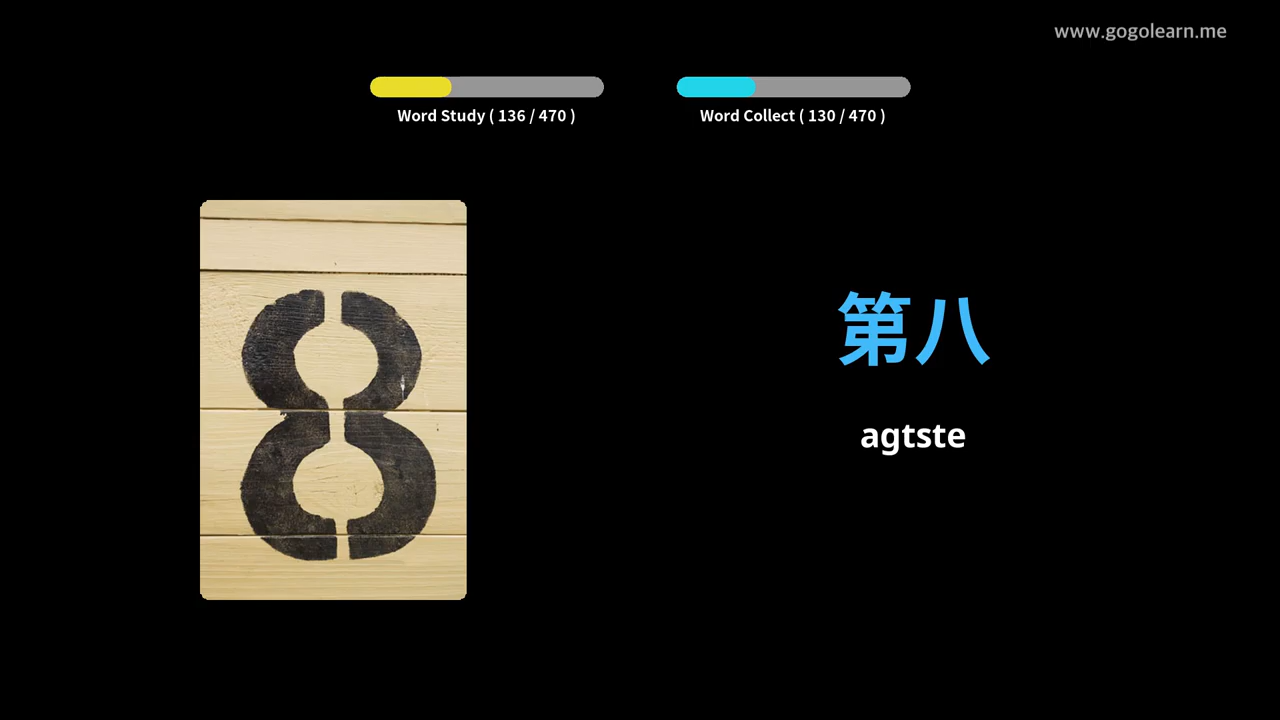 www.gogolearn.me
Word Study ( 136 / 470 )
Word Collect ( 130 / 470 )
8
第八
agtste